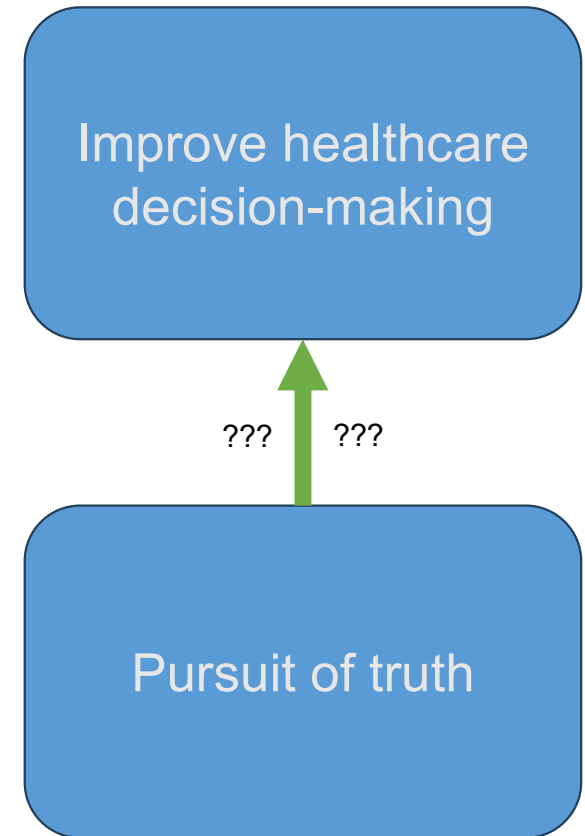 Improve healthcare
decision-making
??? ???
Pursuit of truth